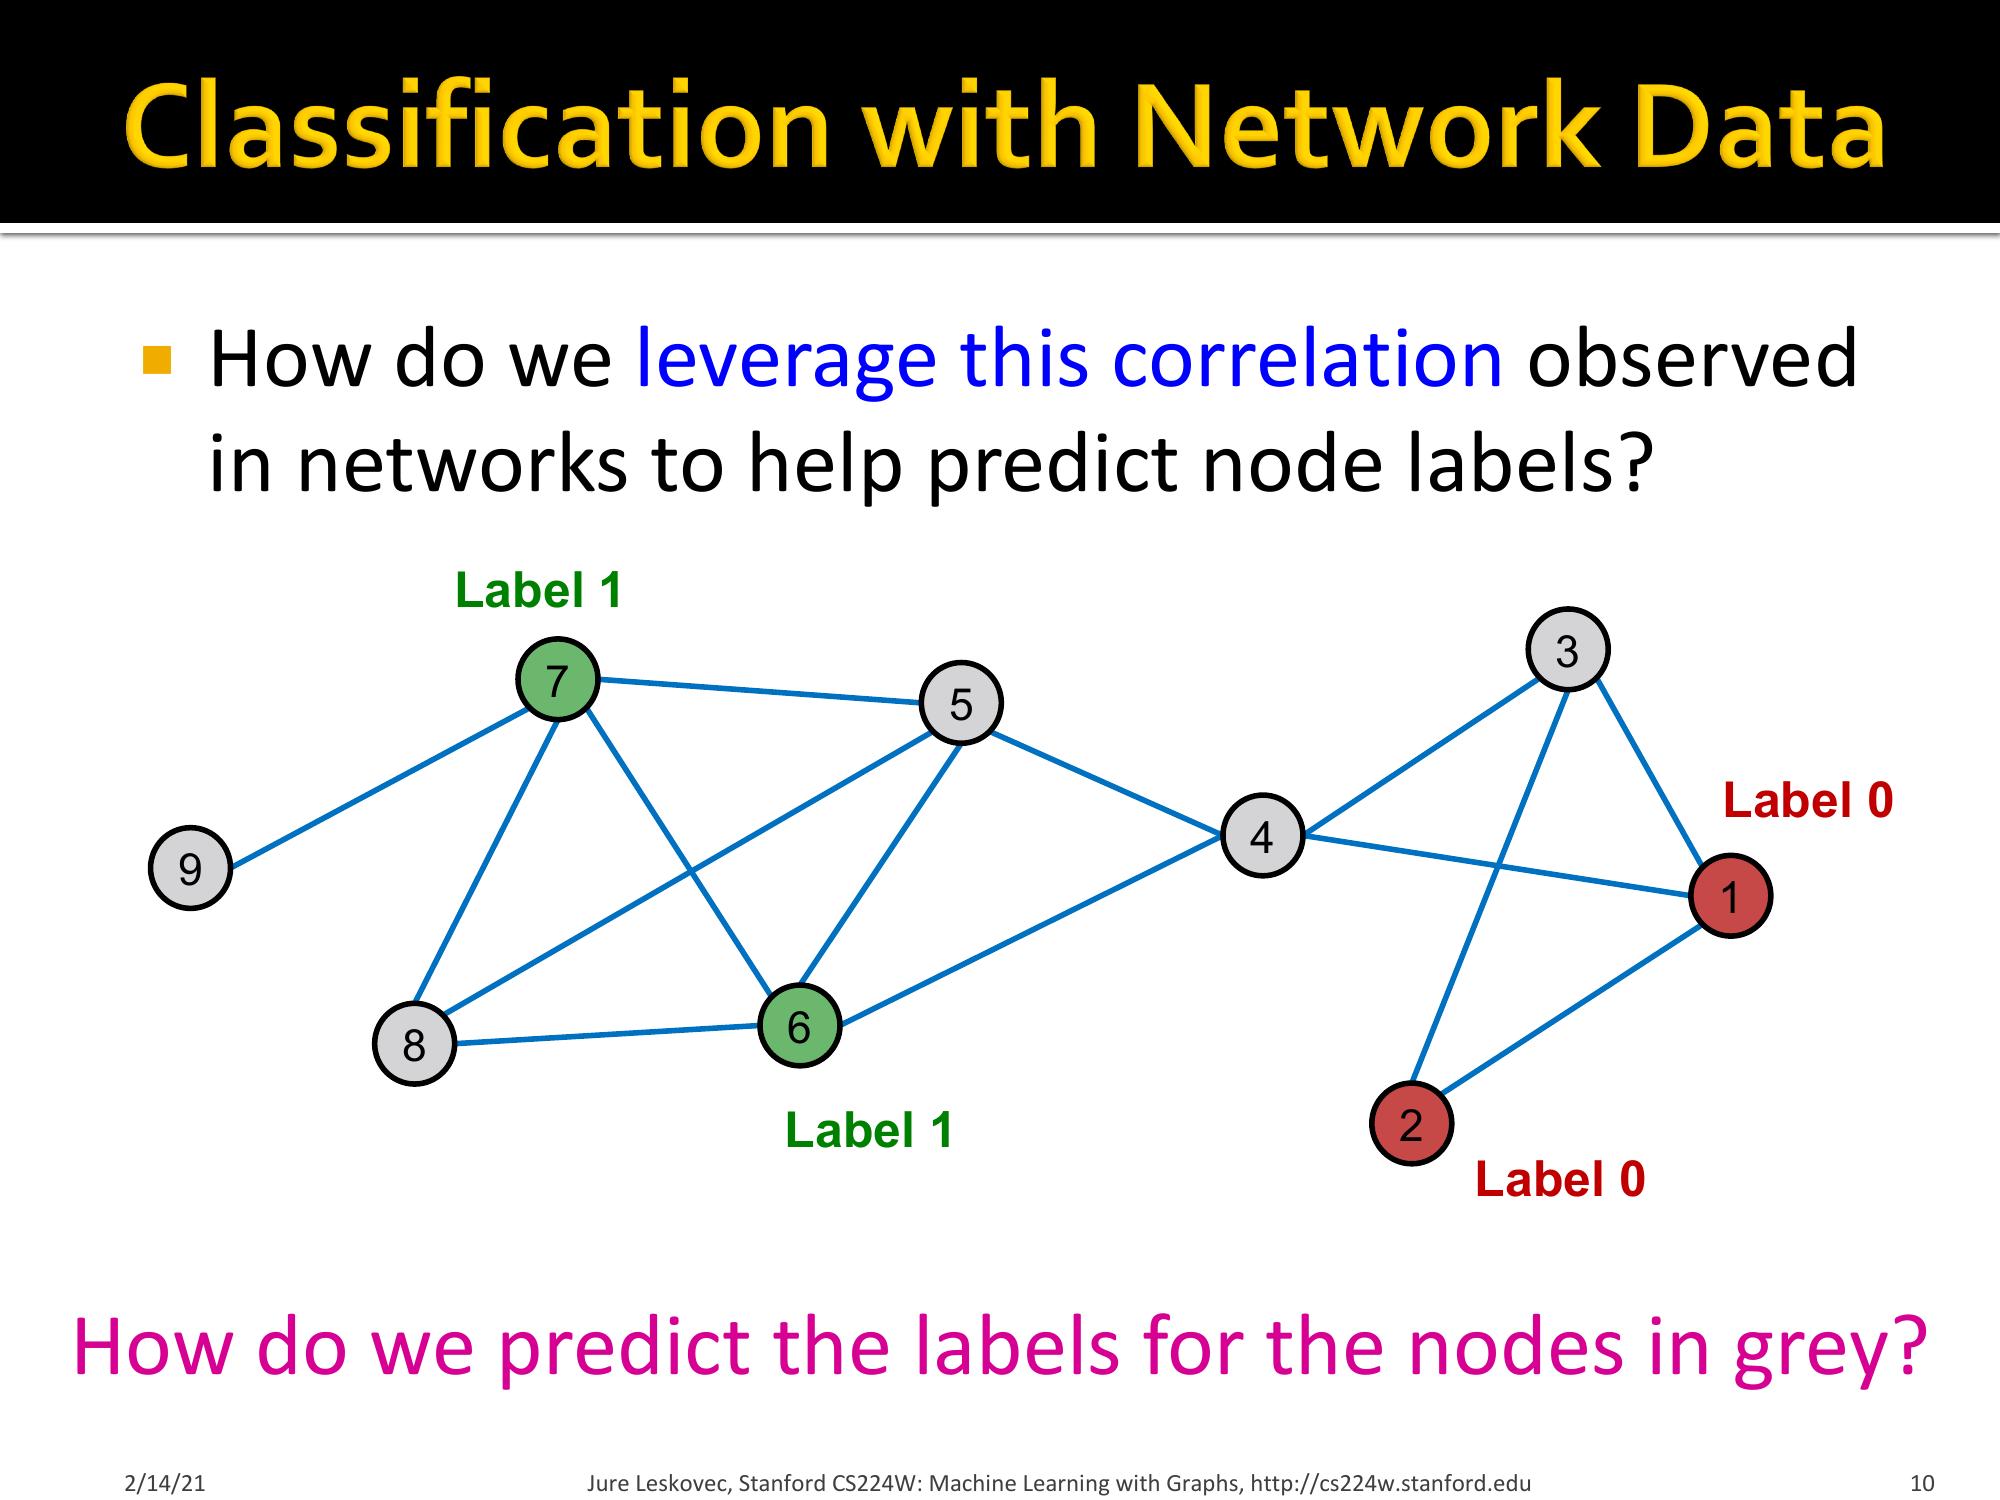 Classification with Network Data
How do we leverage this correlation observed
in networks to help predict node labels?
Label 1
7
5
3
Label 0
9
4
1
8
6
2
Label 1
Label 0
How do we predict the labels for the nodes in grey?
2/14/21
Jure Leskovec, Stanford CS224W: Machine Learning with Graphs, http://cs224w.stanford.edu
10